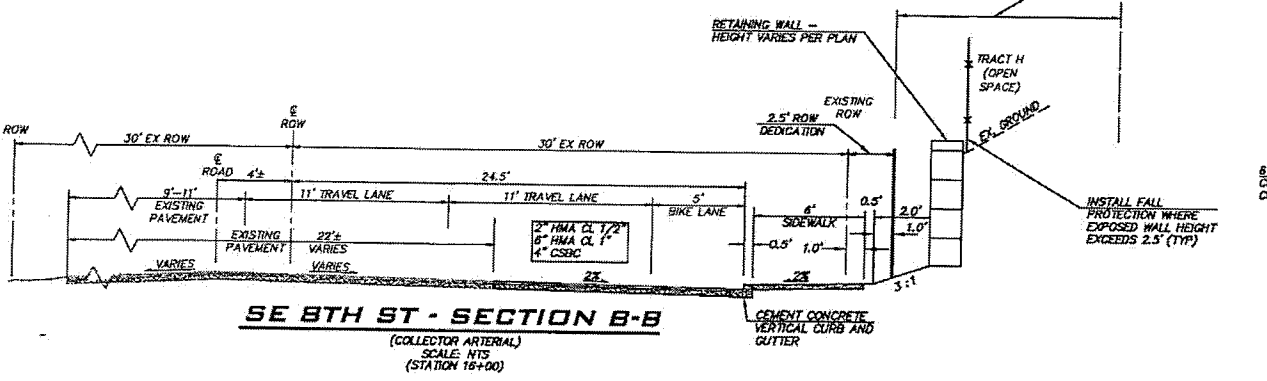 RETAINING WALL -
HEIGHT VARIES PER PLAN
TRACT H
(OPEN
SPACE)
EX. GROUND
EXISTING
ROW
2.5' ROW
DEDICATION
ROW
30' EX ROW
℄
ROW
30' EX ROW
℄
ROAD
4'±
24.5'
9'-11'
EXISTING
PAVEMENT
11' TRAVEL LANE
11' TRAVEL LANE
5'
BIKE LANE
6'
SIDEWALK
0.5'
2.0'
1.0'
0.5'
1.0'
EXISTING
PAVEMENT
22'±
VARIES
2" HMA CL 1/2"
6" HMA CL 1"
4" CSBC
VARIES
VARIES
2%
2%
3:1
INSTALL FALL
PROTECTION WHERE
EXPOSED WALL HEIGHT
EXCEEDS 2.5' (TYP)
CEMENT CONCRETE
VERTICAL CURB AND
GUTTER
SE 8TH ST - SECTION B-B
(COLLECTOR ARTERIAL)
SCALE: NTS
(STATION 16+00)